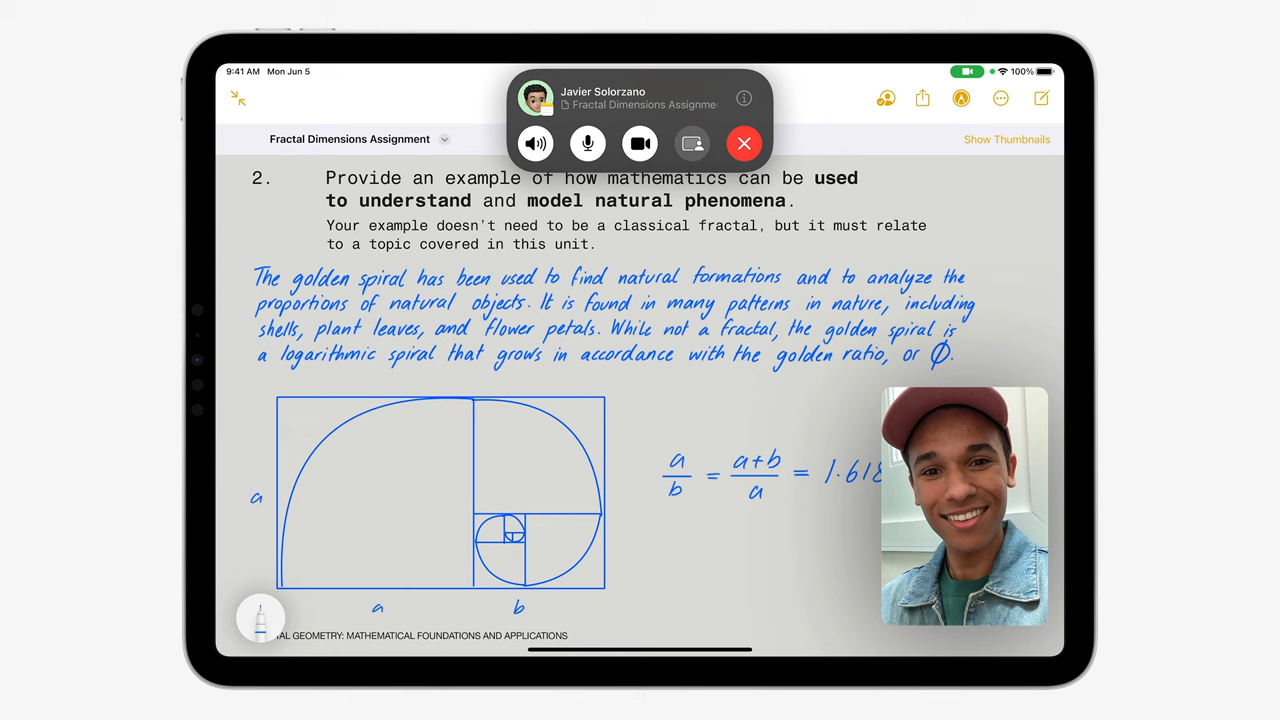 9:41 AM Mon Jun 5
100%
Javier Solorzano
Fractal Dimensions Assignme
Fractal Dimensions Assignment
Show Thumbnails
2. Provide an example of how mathematics can be used
to understand and model natural phenomena.
Your example doesn't need to be a classical fractal, but it must relate
to a topic covered in this unit.
The golden spiral has been used to find natural formations and to analyze the
proportions of natural objects. It is found in many patterns in nature, including
shells, plant leaves, and flower petals. While not a fractal, the golden spiral is
a logarithmic spiral that grows in accordance with the golden ratio, or Ø.
a
a/b = a+b/a = 1.618
a b
AL GEOMETRY: MATHEMATICAL FOUNDATIONS AND APPLICATIONS